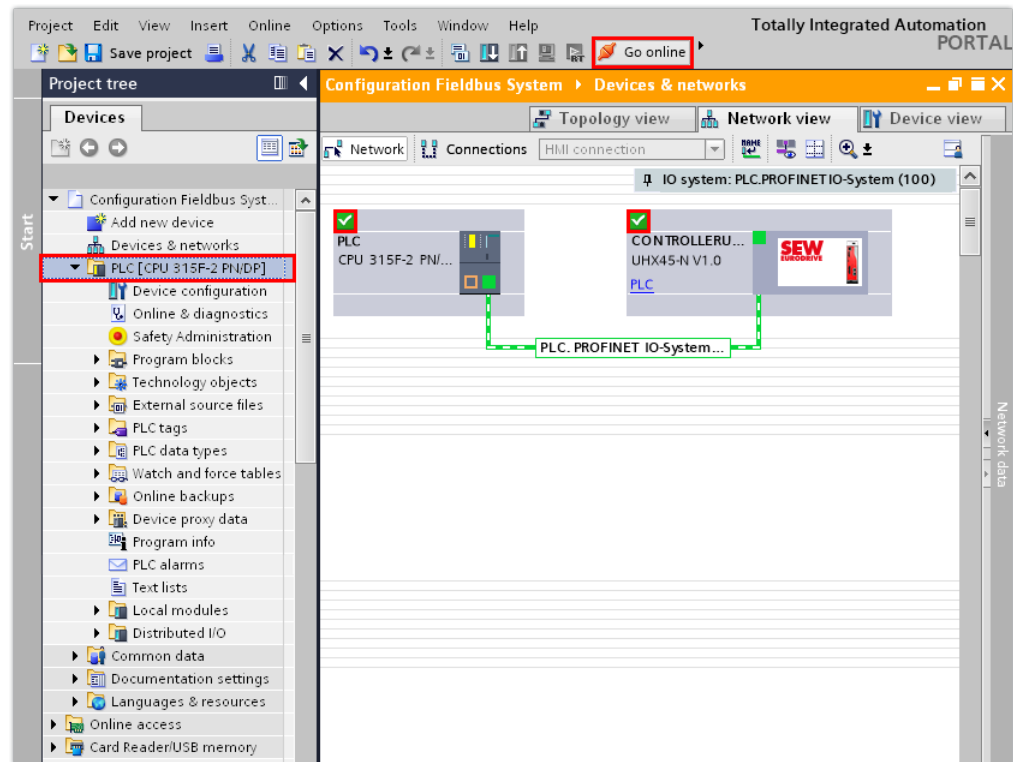 Project Edit View Insert Online Options Tools Window Help
Totally Integrated Automation
PORTAL
Save project
Go online
Project tree
Configuration Fieldbus System Devices & networks
Devices
Topology view Network view Device view
Network Connections HMI connection
IO system: PLC.PROFINET IO-System (100)
Start
Configuration Fieldbus Syst...
Add new device
Devices & networks
PLC [CPU 315F-2 PN/DP]
Device configuration
Online & diagnostics
Safety Administration
Program blocks
Technology objects
External source files
PLC tags
PLC data types
Watch and force tables
Online backups
Device proxy data
Program info
PLC alarms
Text lists
Local modules
Distributed I/O
Common data
Documentation settings
Languages & resources
Online access
Card Reader/USB memory
PLC
CPU 315F-2 PN/...
CONTROLLERU...
UHX45-N V1.0
PLC
SEW
EURODRIVE
PLC. PROFINET IO-System...
Network data